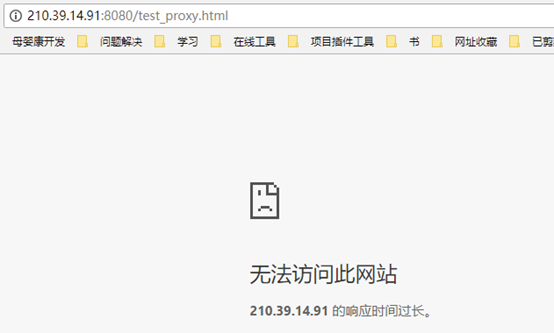 210.39.14.91:8080/test_proxy.html
母婴康开发 问题解决 学习 在线工具 项目插件工具 书 网址收藏
无法访问此网站
210.39.14.91 的响应时间过长。